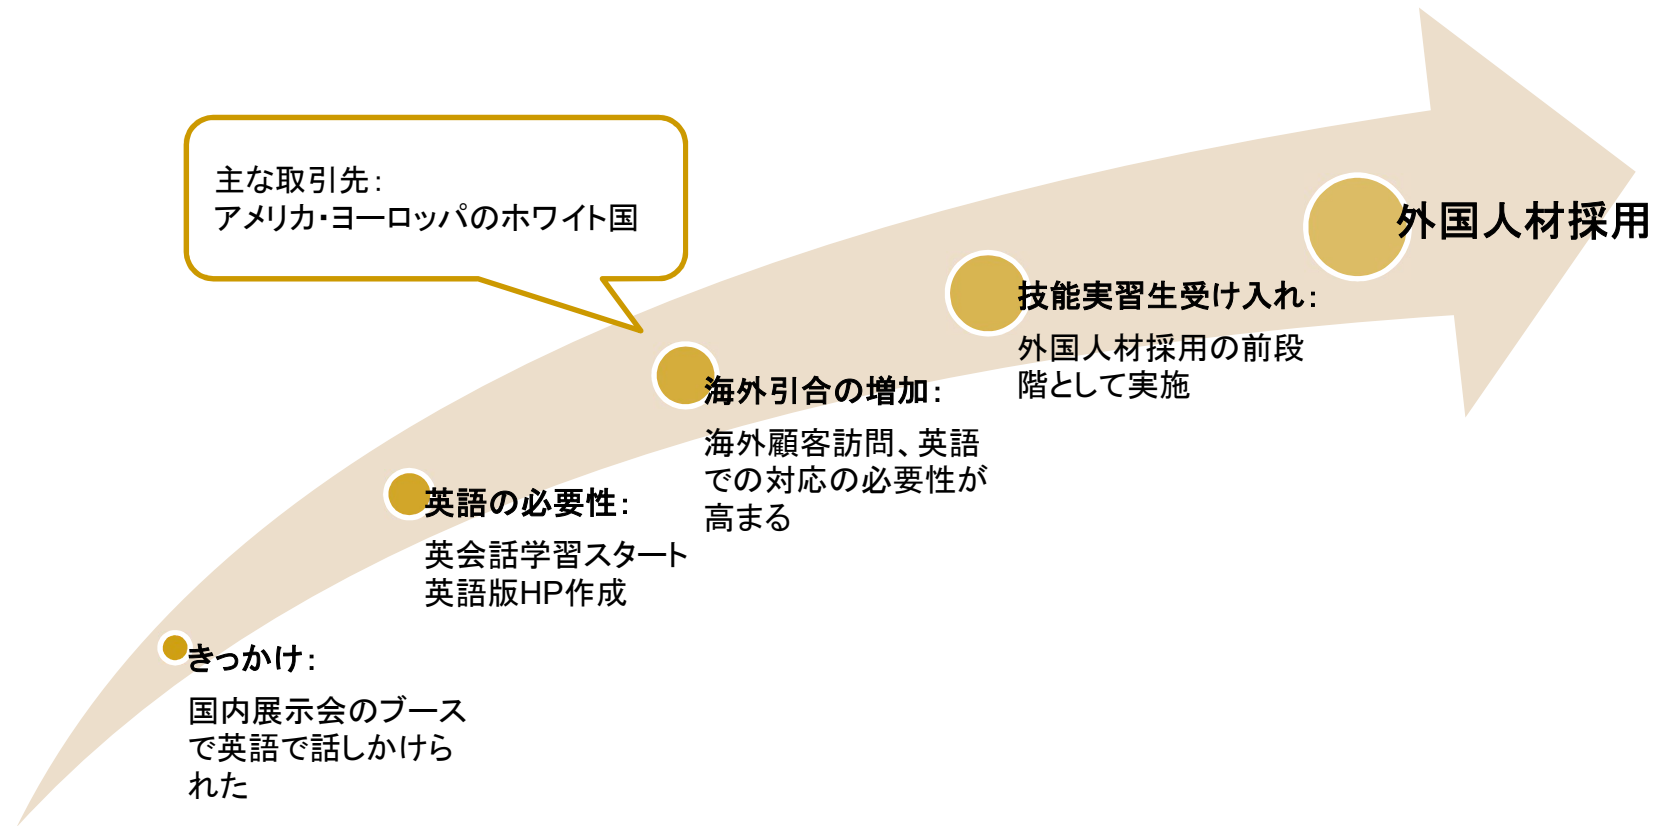 主な取引先：
アメリカ・ヨーロッパのホワイト国
外国人材採用
技能実習生受け入れ：
外国人材採用の前段
階として実施
海外引合の増加：
海外顧客訪問、英語
での対応の必要性が
高まる
英語の必要性：
英会話学習スタート
英語版HP作成
きっかけ：
国内展示会のブース
で英語で話しかけら
れた